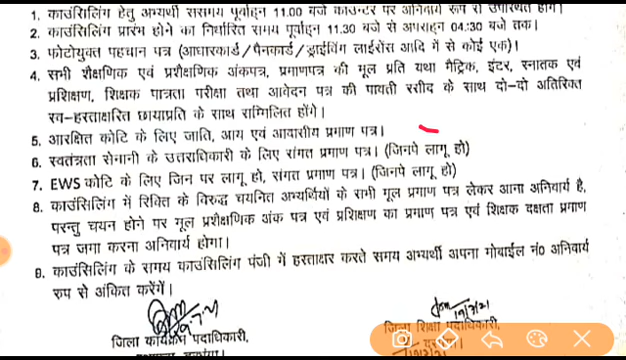 1. काउंसिलिंग हेतु अभ्यर्थी ससमय पूर्वाह्न 11.00 बजे काउन्टर पर अनिवार्य रूप से उपस्थित होंगे।
2. काउंसिलिंग प्रारंभ होने का निर्धारित समय पूर्वाह्न 11.30 बजे से अपराह्न 04:30 बजे तक।
3. फोटोयुक्त पहचान पत्र (आधारकार्ड/पैनकार्ड/ड्राईविंग लाईसेंस आदि में से कोई एक)।
4. सभी शैक्षणिक एवं प्रशैक्षणिक अंकपत्र, प्रमाणपत्र की मूल प्रति यथा मैट्रिक, इंटर, स्नातक एवं
प्रशिक्षण, शिक्षक पात्रता परीक्षा तथा आवेदन पत्र की पावती रसीद के साथ दो-दो अतिरिक्त
स्व-हस्ताक्षरित छायाप्रति के साथ सम्मिलित होंगे।
5. आरक्षित कोटि के लिए जाति, आय एवं आवासीय प्रमाण पत्र।
6. स्वतंत्रता सेनानी के उत्तराधिकारी के लिए संगत प्रमाण पत्र। (जिनपे लागू हो)
7. EWS कोटि के लिए जिन पर लागू हो, संगत प्रमाण पत्र। (जिनपे लागू हो)
8. काउंसिलिंग में रिक्ति के विरुद्ध चयनित अभ्यर्थियों के सभी मूल प्रमाण पत्र लेकर आना अनिवार्य है,
परन्तु चयन होने पर मूल प्रशैक्षणिक अंक पत्र एवं प्रशिक्षण का प्रमाण पत्र एवं शिक्षक दक्षता प्रमाण
पत्र जमा करना अनिवार्य होगा।
9. काउंसिलिंग के समय काउंसिलिंग पंजी में हस्ताक्षर करते समय अभ्यर्थी अपना मोबाईल नं० अनिवार्य
रूप से अंकित करेंगें।
19/7/21
जिला कार्यक्रम पदाधिकारी,
जिला शिक्षा पदाधिकारी,